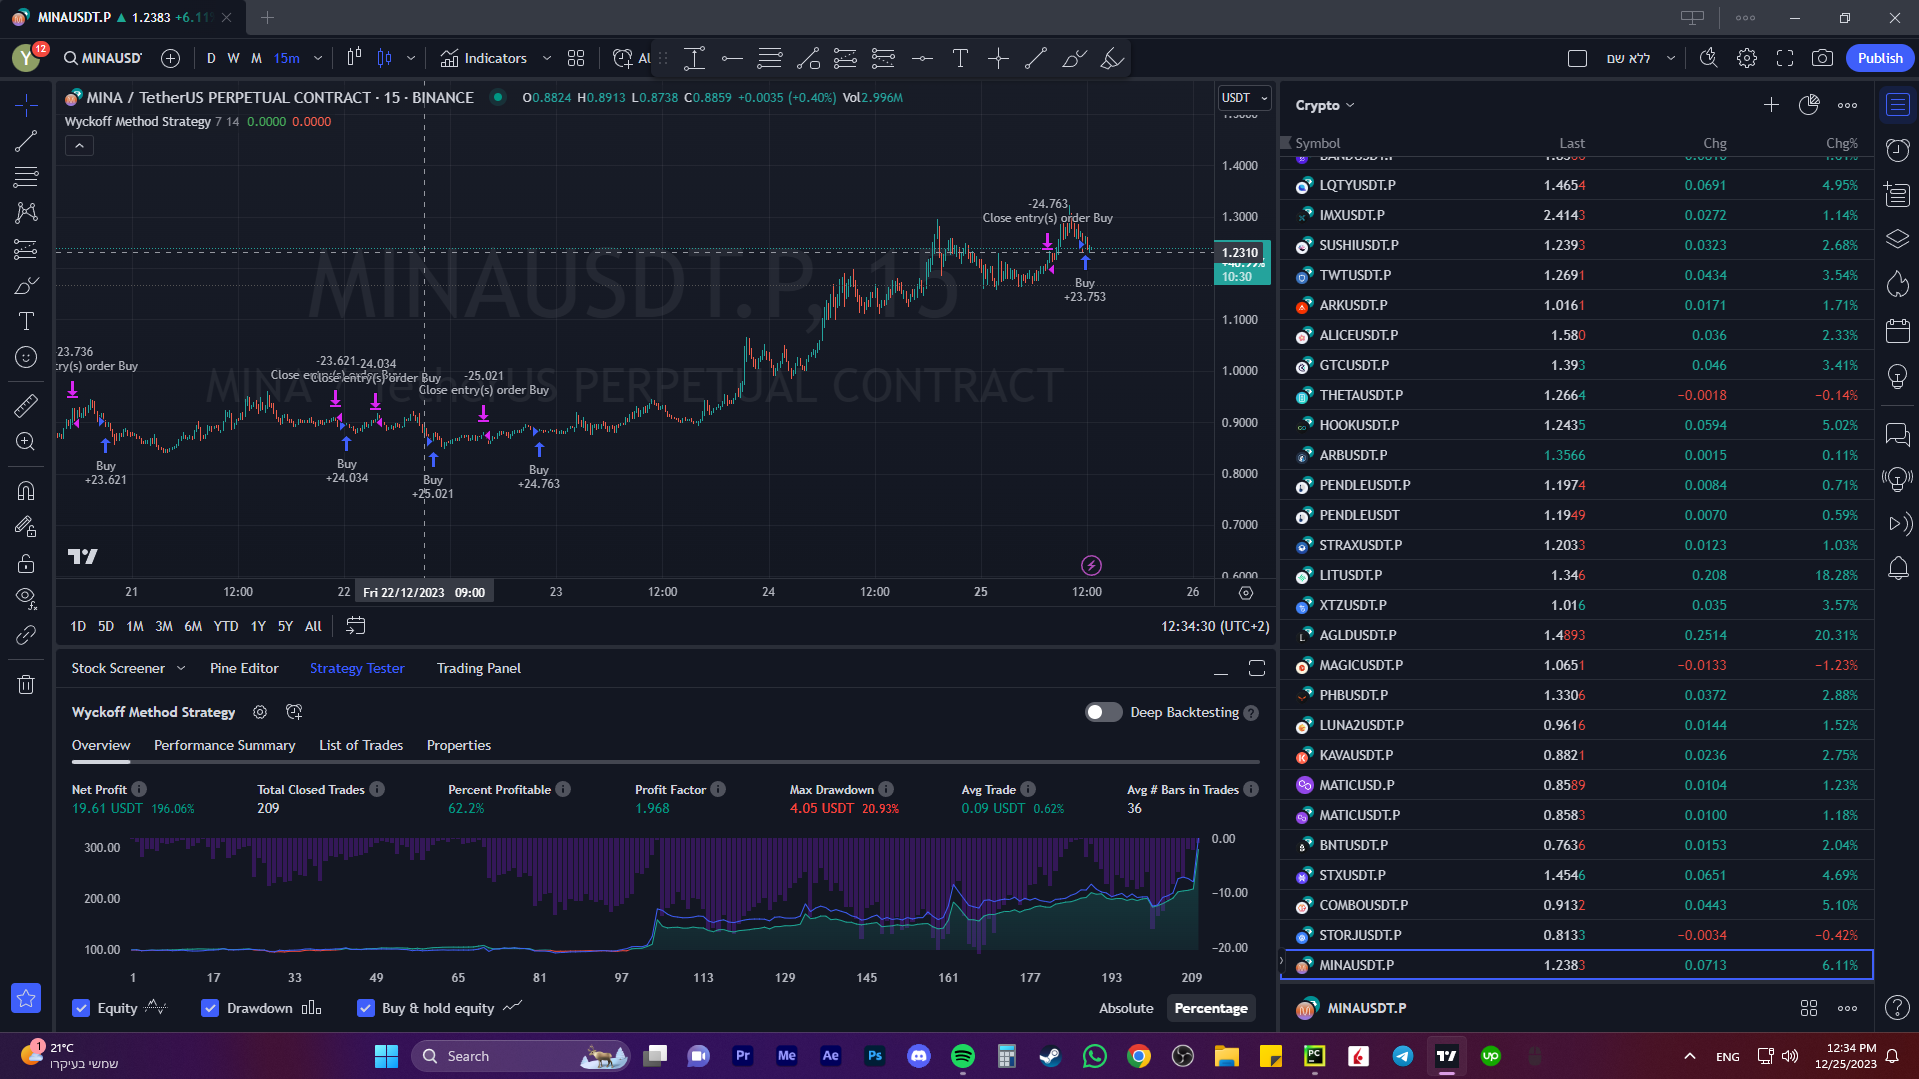 MINAUSDT.P ▲ 1.2383 +6.11
Y 12 MINAUSD D W M 15m Indicators Al ללא שם Publish
MINA / TetherUS PERPETUAL CONTRACT · 15 · BINANCE O0.8824 H0.8913 L0.8738 C0.8859 +0.0035 (+0.40%) Vol2.996M
USDT
Wyckoff Method Strategy 7 14 0.0000 0.0000
MINAUSDT.P, 15
MINA / TetherUS PERPETUAL CONTRACT
1.4000
1.3000
1.2310
10:30
1.1000
1.0000
0.9000
0.8000
0.7000
0.6000
-24.763
Close entry(s) order Buy
Buy
+23.753
23.736
try(s) order Buy
Buy
+23.621
-23.621
-24.034
Close entry(s) order Buy
Buy
+24.034
-25.021
Close entry(s) order Buy
Buy
+25.021
Buy
+24.763
21 12:00 22 Fri 22/12/2023 09:00 23 12:00 24 12:00 25 12:00 26
1D 5D 1M 3M 6M YTD 1Y 5Y All 12:34:30 (UTC+2)
Stock Screener Pine Editor Strategy Tester Trading Panel
Wyckoff Method Strategy Deep Backtesting
Overview Performance Summary List of Trades Properties
Net Profit Total Closed Trades Percent Profitable Profit Factor Max Drawdown Avg Trade Avg # Bars in Trades
19.61 USDT 196.06% 209 62.2% 1.968 4.05 USDT 20.93% 0.09 USDT 0.62% 36
300.00 0.00
200.00 −10.00
100.00 −20.00
1 17 33 49 65 81 97 113 129 145 161 177 193 209
Equity Drawdown Buy & hold equity Absolute Percentage
Crypto
Symbol Last Chg Chg%
LQTYUSDT.P 1.4654 0.0691 4.95%
IMXUSDT.P 2.4143 0.0272 1.14%
SUSHIUSDT.P 1.2393 0.0323 2.68%
TWTUSDT.P 1.2691 0.0434 3.54%
ARKUSDT.P 1.0161 0.0171 1.71%
ALICEUSDT.P 1.580 0.036 2.33%
GTCUSDT.P 1.393 0.046 3.41%
THETAUSDT.P 1.2664 −0.0018 −0.14%
HOOKUSDT.P 1.2435 0.0594 5.02%
ARBUSDT.P 1.3566 0.0015 0.11%
PENDLEUSDT.P 1.1974 0.0084 0.71%
PENDLEUSDT 1.1949 0.0070 0.59%
STRAXUSDT.P 1.2033 0.0123 1.03%
LITUSDT.P 1.346 0.208 18.28%
XTZUSDT.P 1.016 0.035 3.57%
AGLDUSDT.P 1.4893 0.2514 20.31%
MAGICUSDT.P 1.0651 −0.0133 −1.23%
PHBUSDT.P 1.3306 0.0372 2.88%
LUNA2USDT.P 0.9616 0.0144 1.52%
KAVAUSDT.P 0.8821 0.0236 2.75%
MATICUSD.P 0.8589 0.0104 1.23%
MATICUSDT.P 0.8583 0.0100 1.18%
BNTUSDT.P 0.7636 0.0153 2.04%
STXUSDT.P 1.4546 0.0651 4.69%
COMBOUSDT.P 0.9132 0.0443 5.10%
STORJUSDT.P 0.8133 −0.0034 −0.42%
MINAUSDT.P 1.2383 0.0713 6.11%
MINAUSDT.P
1 21°C
שמשי בעיקרו
Search Pr Me Ae Ps PC up ENG 12:34 PM
12/25/2023